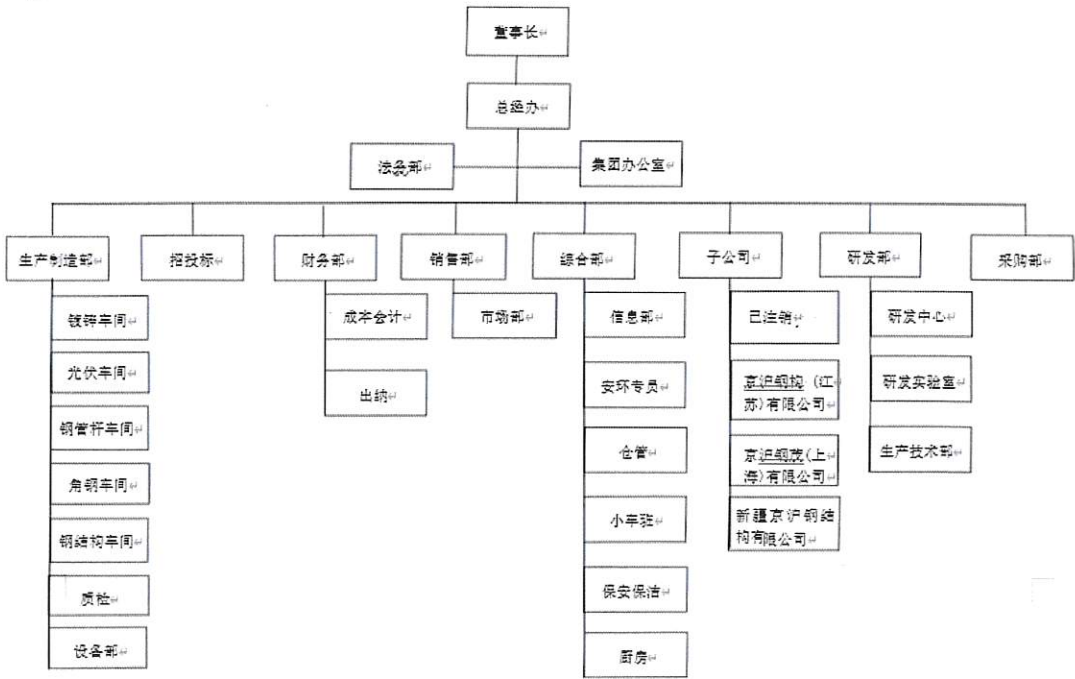 董事长
总经办
法务部
集团办公室
生产制造部
招投标
财务部
销售部
综合部
子公司
研发部
采购部
镀锌车间
光伏车间
钢管杆车间
角钢车间
钢结构车间
质检
设备部
成本会计
出纳
市场部
信息部
安环专员
仓管
小车班
保安保洁
厨房
已注销
京沪钢构（江
苏）有限公司
京沪钢茂（上
海）有限公司
新疆京沪钢结
构有限公司
研发中心
研发实验室
生产技术部